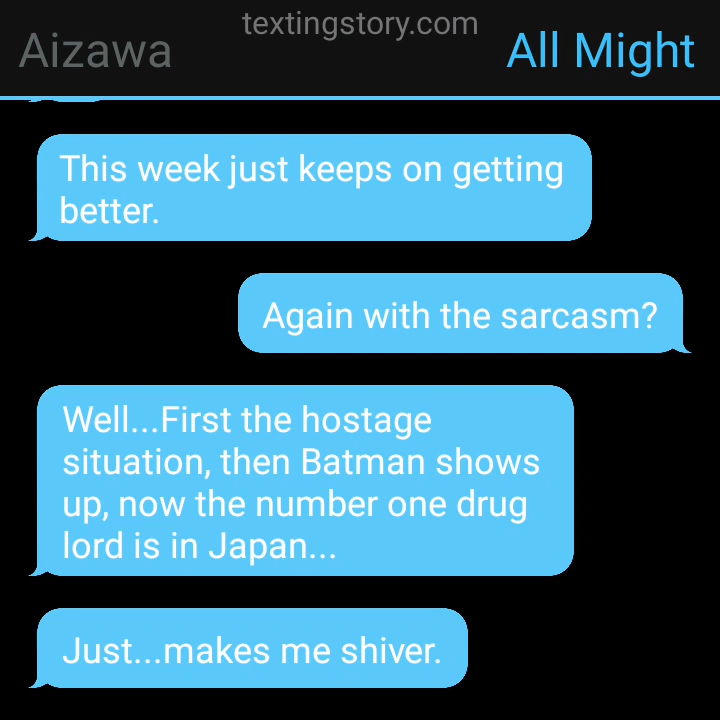 textingstory.com
Aizawa
All Might
This week just keeps on getting
better.
Again with the sarcasm?
Well...First the hostage
situation, then Batman shows
up, now the number one drug
lord is in Japan...
Just...makes me shiver.